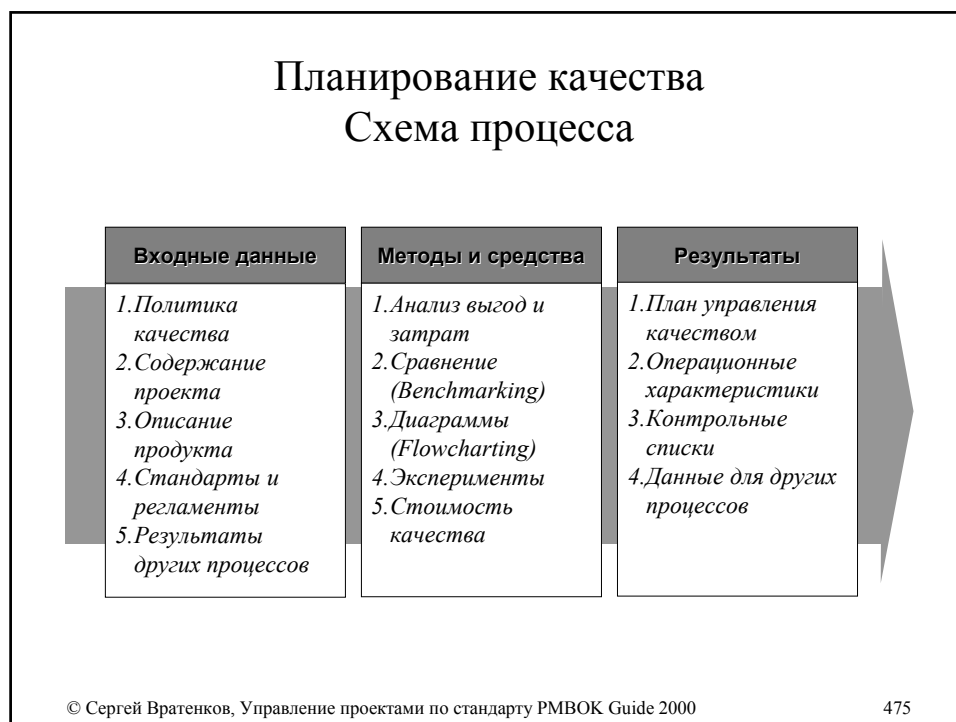 Планирование качества
Схема процесса
Входные данные
1.Политика
качества
2.Содержание
проекта
3.Описание
продукта
4.Стандарты и
регламенты
5.Результаты
других процессов
Методы и средства
1.Анализ выгод и
затрат
2.Сравнение
(Benchmarking)
3.Диаграммы
(Flowcharting)
4.Эксперименты
5.Стоимость
качества
Результаты
1.План управления
качеством
2.Операционные
характеристики
3.Контрольные
списки
4.Данные для других
процессов
© Сергей Вратенков, Управление проектами по стандарту PMBOK Guide 2000 475